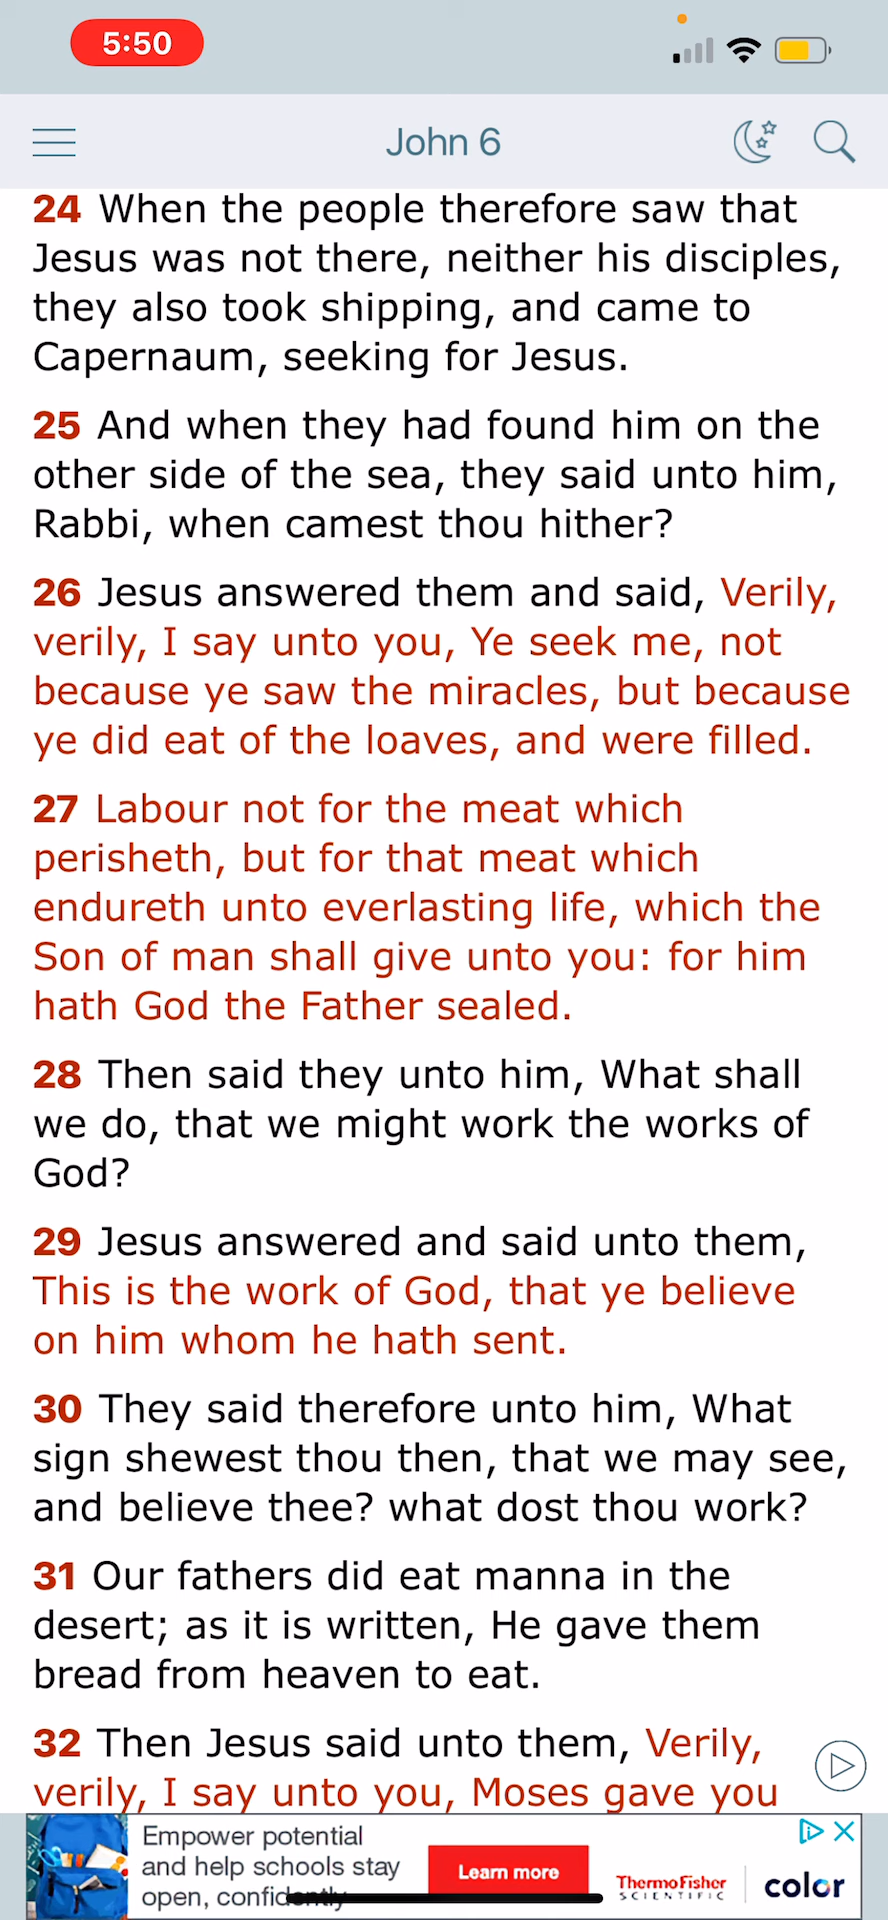 5:50
John 6
24 When the people therefore saw that
Jesus was not there, neither his disciples,
they also took shipping, and came to
Capernaum, seeking for Jesus.
25 And when they had found him on the
other side of the sea, they said unto him,
Rabbi, when camest thou hither?
26 Jesus answered them and said, Verily,
verily, I say unto you, Ye seek me, not
because ye saw the miracles, but because
ye did eat of the loaves, and were filled.
27 Labour not for the meat which
perisheth, but for that meat which
endureth unto everlasting life, which the
Son of man shall give unto you: for him
hath God the Father sealed.
28 Then said they unto him, What shall
we do, that we might work the works of
God?
29 Jesus answered and said unto them,
This is the work of God, that ye believe
on him whom he hath sent.
30 They said therefore unto him, What
sign shewest thou then, that we may see,
and believe thee? what dost thou work?
31 Our fathers did eat manna in the
desert; as it is written, He gave them
bread from heaven to eat.
32 Then Jesus said unto them, Verily,
verily, I say unto you, Moses gave you
Empower potential
and help schools stay
open, confidently
Learn more
ThermoFisher
SCIENTIFIC
color